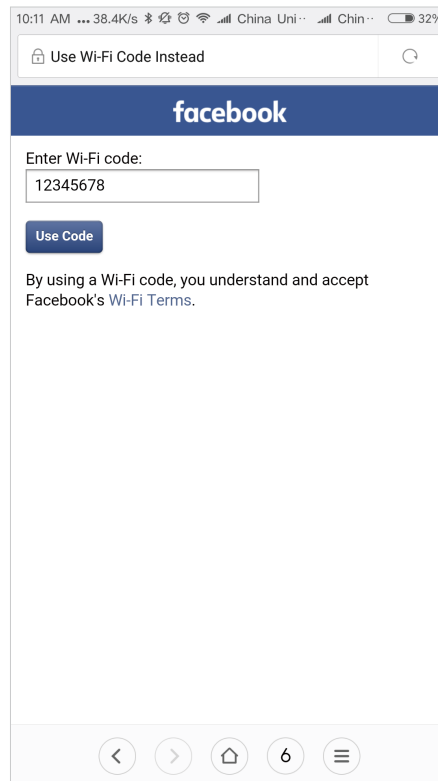 10:11 AM ... 38.4K/s China Uni·· Chin·· 32%
Use Wi-Fi Code Instead
facebook
Enter Wi-Fi code:
12345678
Use Code
By using a Wi-Fi code, you understand and accept
Facebook's Wi-Fi Terms.
6